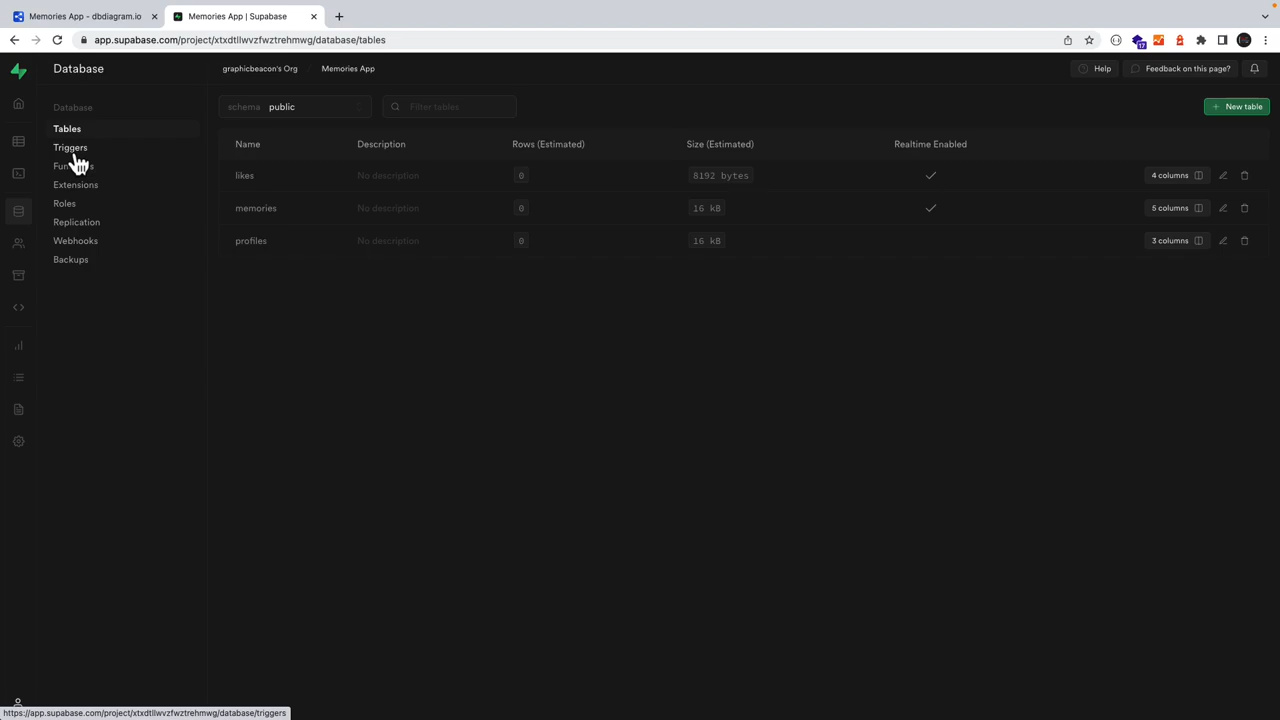 Memories App - dbdiagram.io
Memories App | Supabase
app.supabase.com/project/xtxdtllwvzfwztrehmwg/database/tables
17
Database
graphicbeacon's Org / Memories App
Help
Feedback on this page?
Database
Tables
Triggers
Extensions
Roles
Replication
Webhooks
Backups
schema public
Filter tables
New table
Name Description Rows (Estimated) Size (Estimated) Realtime Enabled
likes No description 0 8192 bytes 4 columns
memories No description 0 16 kB 5 columns
profiles No description 0 16 kB 3 columns
https://app.supabase.com/project/xtxdtllwvzfwztrehmwg/database/triggers